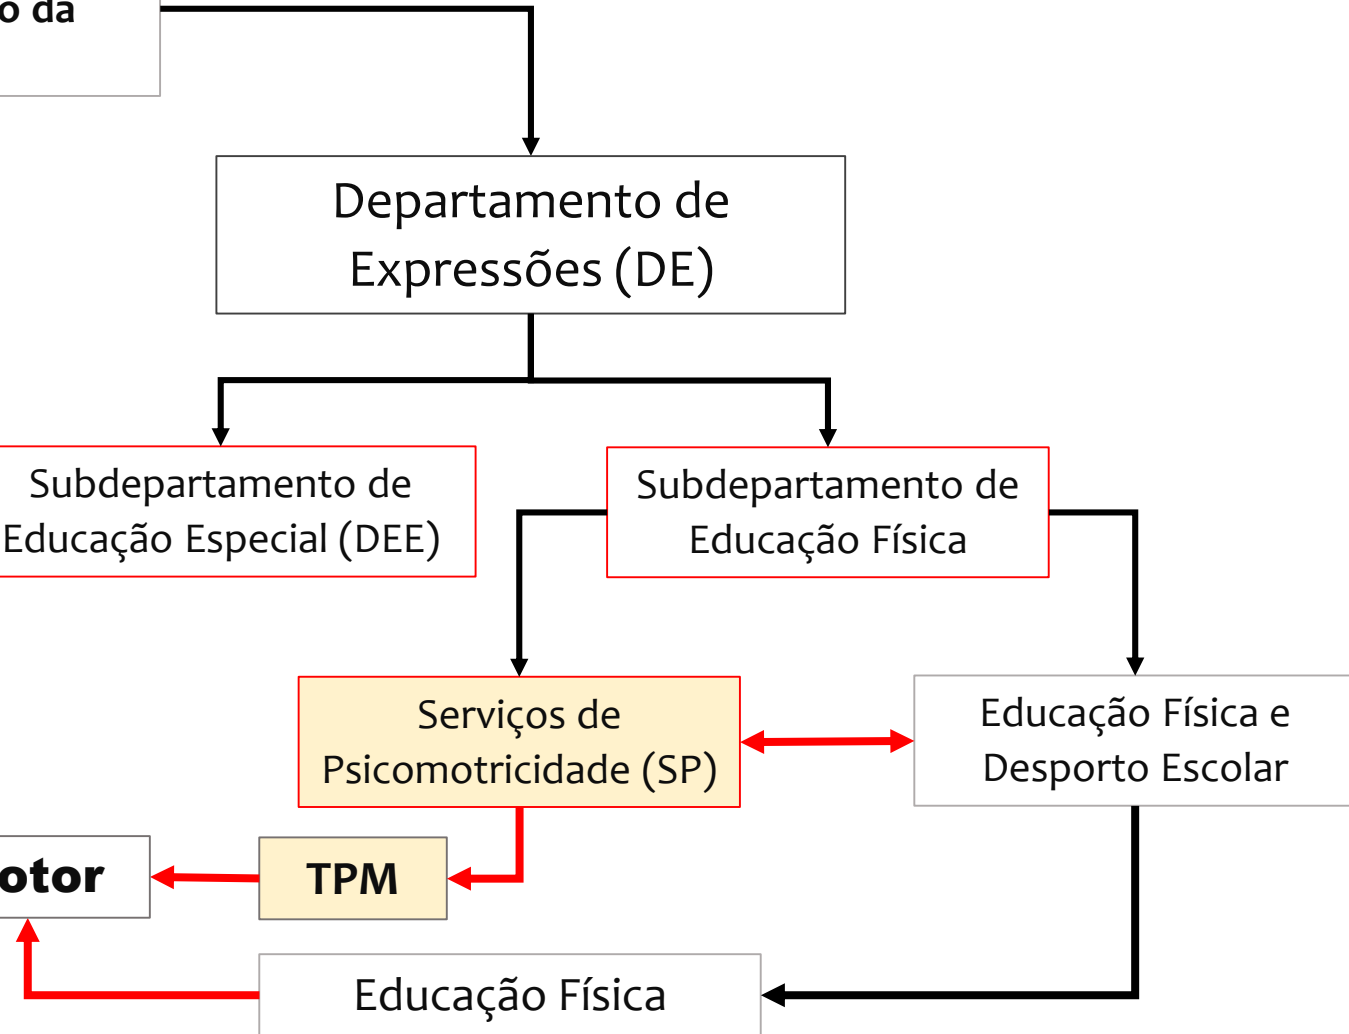 o da
Departamento de
Expressões (DE)
Subdepartamento de
Educação Especial (DEE)
Subdepartamento de
Educação Física
Serviços de
Psicomotricidade (SP)
Educação Física e
Desporto Escolar
otor
TPM
Educação Física